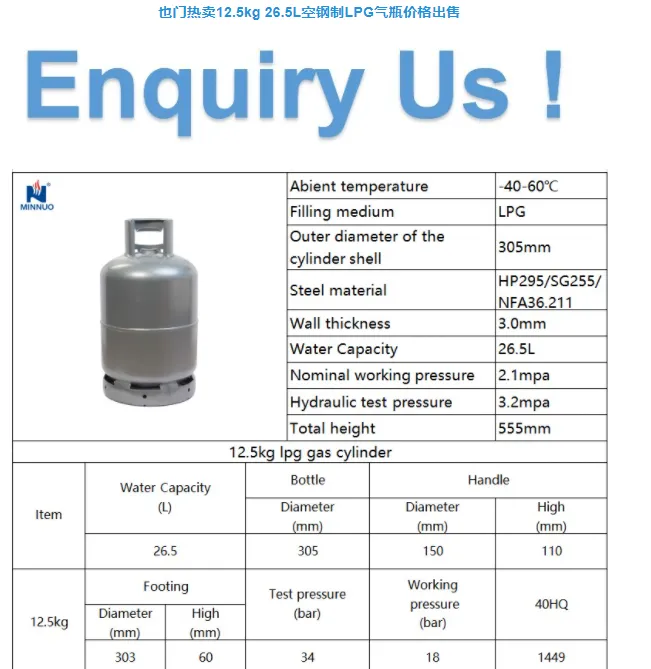 也门热卖12.5kg 26.5L空钢制LPG气瓶价格出售
Enquiry Us！
MINNUO
Abient temperature -40-60℃
Filling medium LPG
Outer diameter of the
cylinder shell 305mm
Steel material HP295/SG255/
NFA36.211
Wall thickness 3.0mm
Water Capacity 26.5L
Nominal working pressure 2.1mpa
Hydraulic test pressure 3.2mpa
Total height 555mm
12.5kg lpg gas cylinder
Item
Water Capacity
(L)
Bottle
Handle
Diameter
(mm)
Diameter
(mm)
High
(mm)
26.5 305 150 110
12.5kg
Footing
Test pressure
(bar)
Working
pressure
(bar)
40HQ
Diameter
(mm)
High
(mm)
303 60 34 18 1449